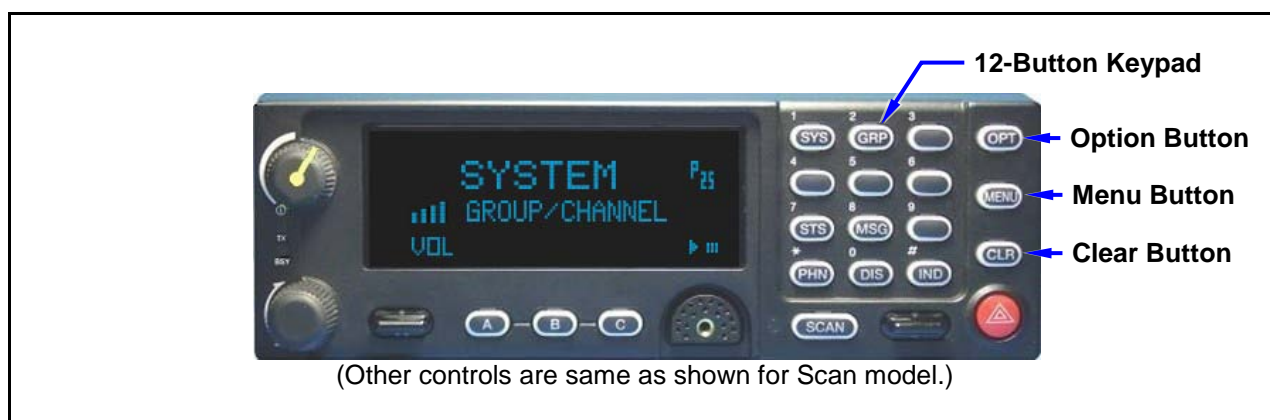 12-Button Keypad
1 2 3
SYS GRP OPT
Option Button
SYSTEM P25
4 5 6
MENU
Menu Button
GROUP/CHANNEL
7 8 9
STS MSG
TX
VOL
CLR
Clear Button
BSY
* 0 #
PHN DIS IND
A B C
SCAN
(Other controls are same as shown for Scan model.)